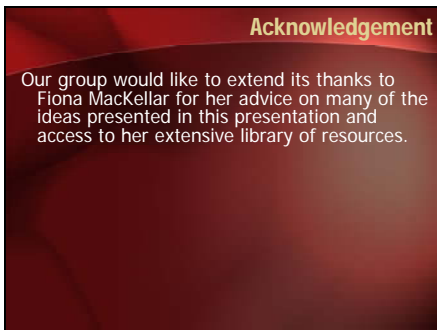 Acknowledgement
Our group would like to extend its thanks to
Fiona MacKellar for her advice on many of the
ideas presented in this presentation and
access to her extensive library of resources.